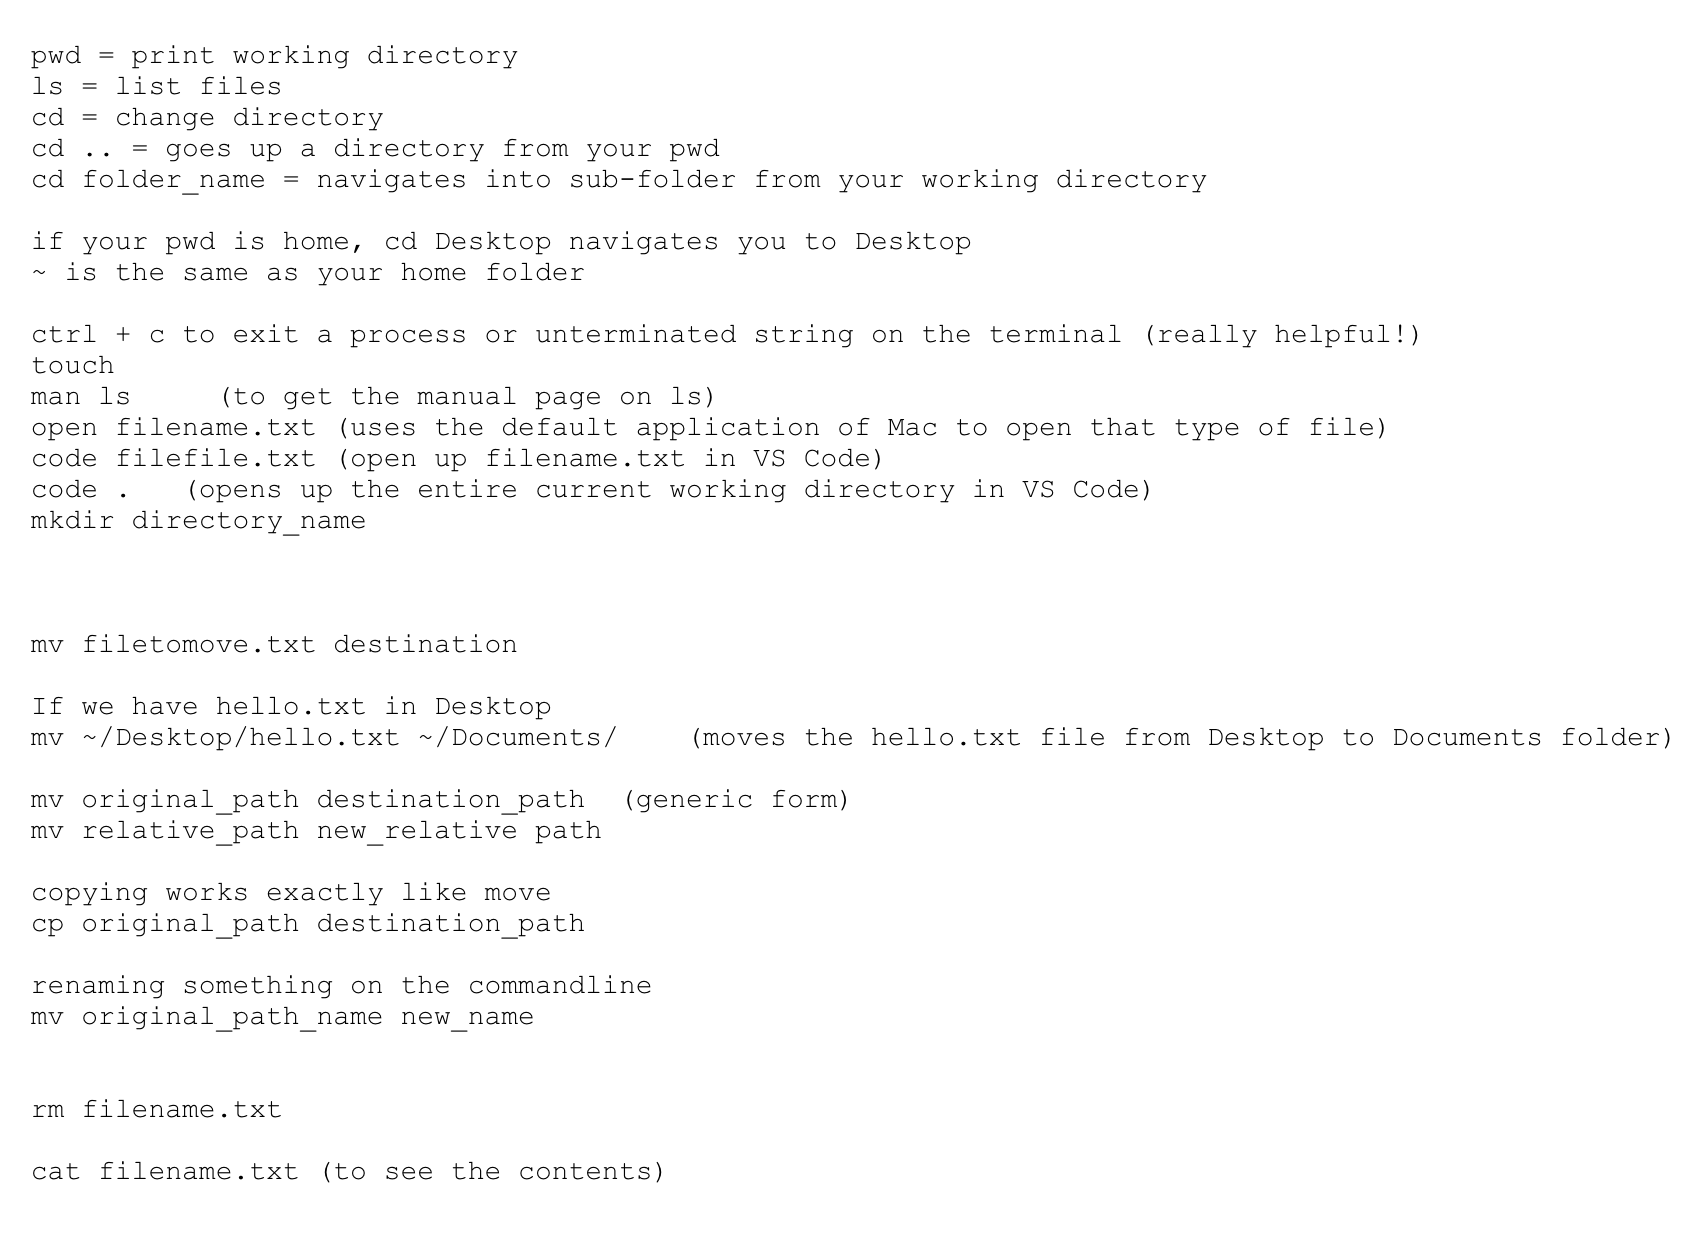 pwd = print working directory
ls = list files
cd = change directory
cd .. = goes up a directory from your pwd
cd folder_name = navigates into sub-folder from your working directory
if your pwd is home, cd Desktop navigates you to Desktop
~ is the same as your home folder
ctrl + c to exit a process or unterminated string on the terminal (really helpful!)
touch
man ls     (to get the manual page on ls)
open filename.txt (uses the default application of Mac to open that type of file)
code filefile.txt (open up filename.txt in VS Code)
code .   (opens up the entire current working directory in VS Code)
mkdir directory_name
mv filetomove.txt destination
If we have hello.txt in Desktop
mv ~/Desktop/hello.txt ~/Documents/    (moves the hello.txt file from Desktop to Documents folder)
mv original_path destination_path  (generic form)
mv relative_path new_relative path
copying works exactly like move
cp original_path destination_path
renaming something on the commandline
mv original_path_name new_name
rm filename.txt
cat filename.txt (to see the contents)